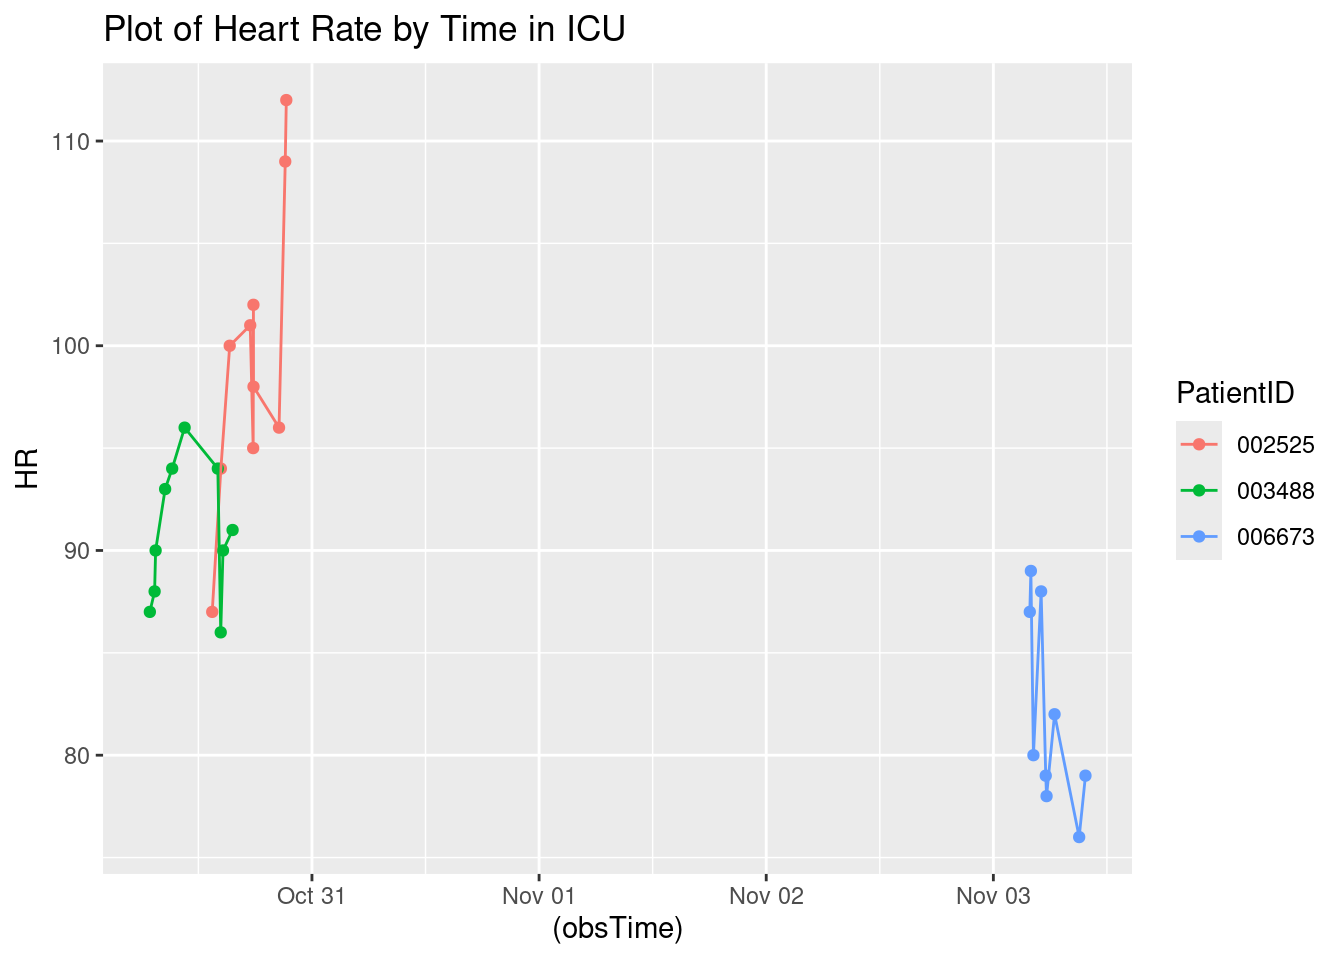 Plot of Heart Rate by Time in ICU
110
100
90
80
HR
Oct 31
Nov 01
Nov 02
Nov 03
(obsTime)
PatientID
002525
003488
006673